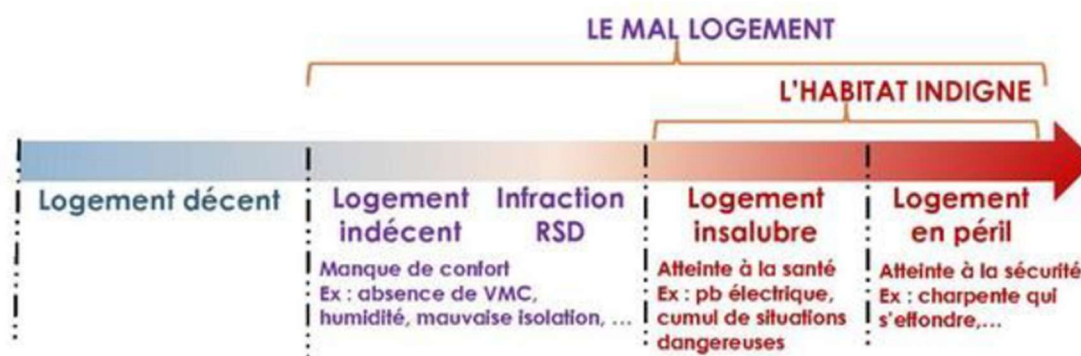 LE MAL LOGEMENT
L'HABITAT INDIGNE
Logement décent
Logement
indécent
Infraction
RSD
Manque de confort
Ex : absence de VMC,
humidité, mauvaise isolation, ...
Logement
insalubre
Atteinte à la santé
Ex : pb électrique,
cumul de situations
dangereuses
Logement
en péril
Atteinte à la sécurité
Ex : charpente qui
s'effondre,...